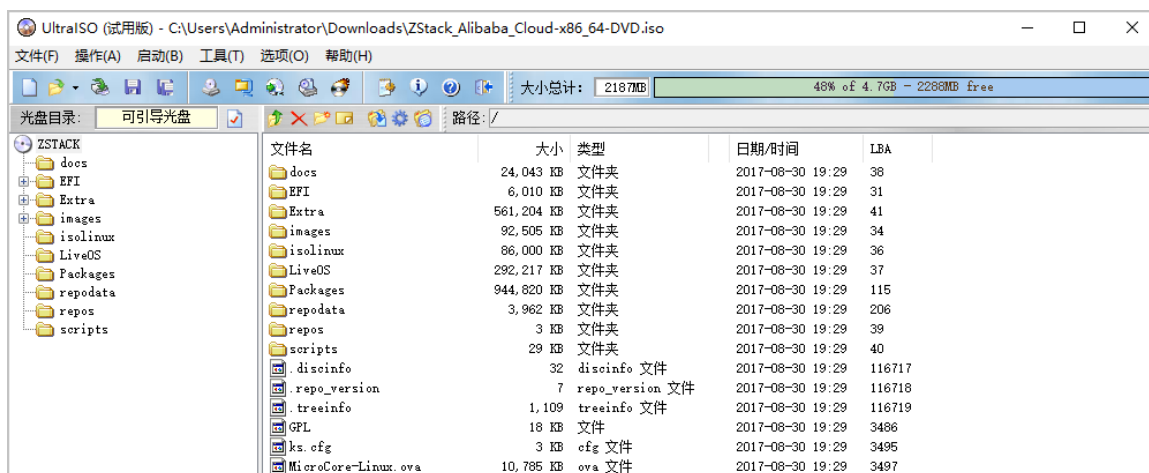 UltraISO (试用版) - C:\Users\Administrator\Downloads\ZStack_Alibaba_Cloud-x86_64-DVD.iso
文件(F) 操作(A) 启动(B) 工具(T) 选项(O) 帮助(H)
大小总计: 2187MB 48% of 4.7GB - 2288MB free
光盘目录: 可引导光盘 路径: /
ZSTACK
docs
EFI
Extra
images
isolinux
LiveOS
Packages
repodata
repos
scripts
文件名 大小 类型 日期/时间 LBA
docs 24,043 KB 文件夹 2017-08-30 19:29 38
EFI 6,010 KB 文件夹 2017-08-30 19:29 31
Extra 561,204 KB 文件夹 2017-08-30 19:29 41
images 92,505 KB 文件夹 2017-08-30 19:29 34
isolinux 86,000 KB 文件夹 2017-08-30 19:29 36
LiveOS 292,217 KB 文件夹 2017-08-30 19:29 37
Packages 944,820 KB 文件夹 2017-08-30 19:29 115
repodata 3,962 KB 文件夹 2017-08-30 19:29 206
repos 3 KB 文件夹 2017-08-30 19:29 39
scripts 29 KB 文件夹 2017-08-30 19:29 40
.discinfo 32 discinfo 文件 2017-08-30 19:29 116717
.repo_version 7 repo_version 文件 2017-08-30 19:29 116718
.treeinfo 1,109 treeinfo 文件 2017-08-30 19:29 116719
GPL 18 KB 文件 2017-08-30 19:29 3486
ks.cfg 3 KB cfg 文件 2017-08-30 19:29 3495
MicroCore-Linux.ova 10,785 KB ova 文件 2017-08-30 19:29 3497